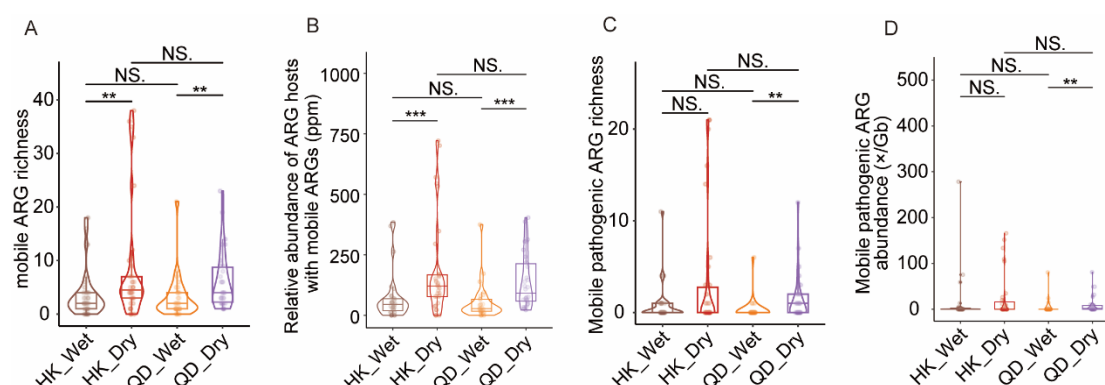 A
mobile ARG richness
40
30
20
10
0
NS.
NS.
**
**
HK_Wet
HK_Dry
QD_Wet
QD_Dry
B
Relative abundance of ARG hosts
with mobile ARGs (ppm)
1000
750
500
250
0
NS.
NS.
***
***
HK_Wet
HK_Dry
QD_Wet
QD_Dry
C
Mobile pathogenic ARG richness
20
10
0
NS.
NS.
NS.
**
HK_Wet
HK_Dry
QD_Wet
QD_Dry
D
Mobile pathogenic ARG
abundance (×/Gb)
500
400
300
200
100
0
NS.
NS.
NS.
**
HK_Wet
HK_Dry
QD_Wet
QD_Dry